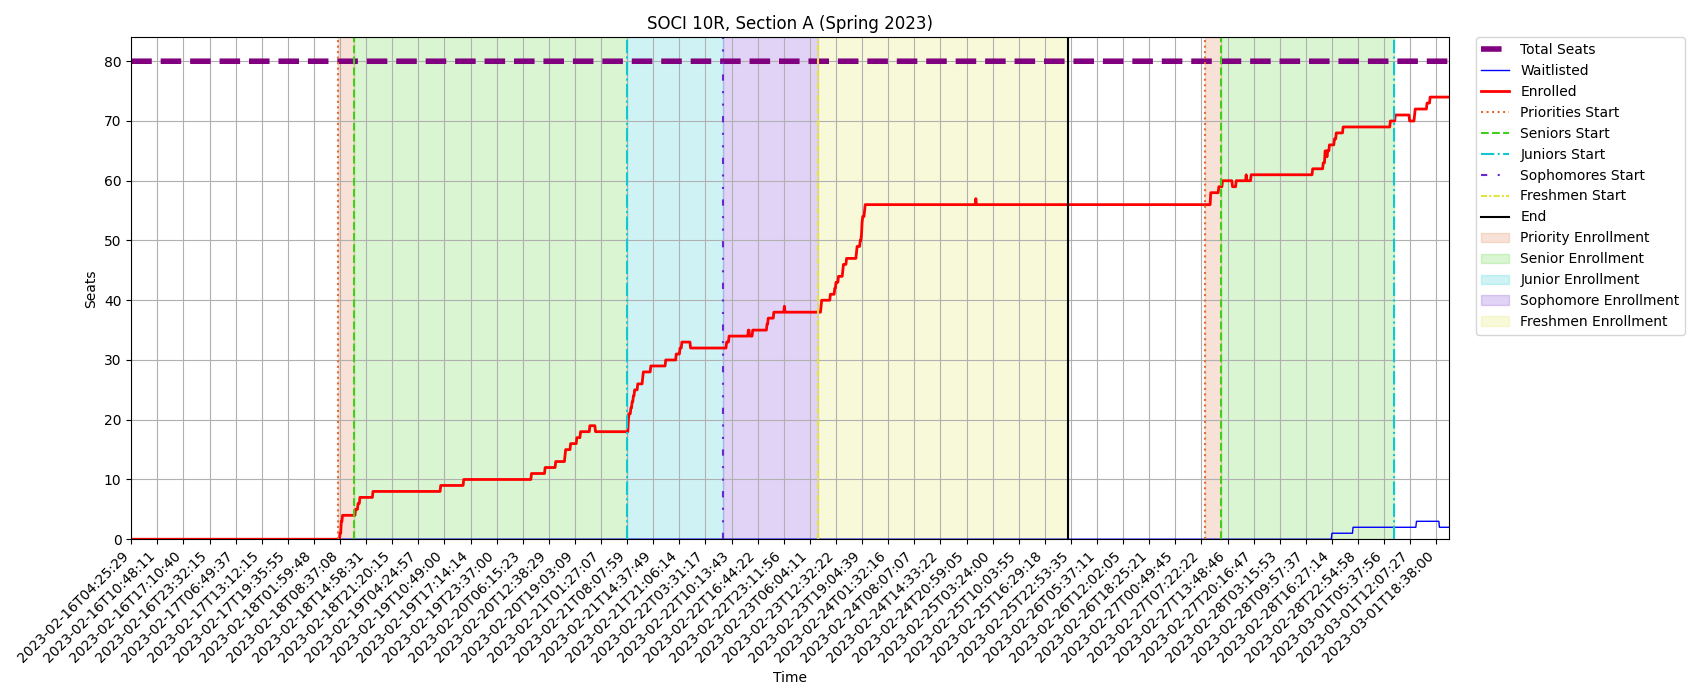 SOCI 10R, Section A (Spring 2023)
Seats
80
70
60
50
40
30
20
10
0
2023-02-16T04:25:29
2023-02-16T10:48:11
2023-02-16T17:10:40
2023-02-16T23:32:15
2023-02-17T06:49:37
2023-02-17T13:12:15
2023-02-17T19:35:55
2023-02-18T01:59:48
2023-02-18T08:37:08
2023-02-18T14:58:31
2023-02-18T21:20:15
2023-02-19T04:24:57
2023-02-19T10:49:00
2023-02-19T17:14:14
2023-02-19T23:37:00
2023-02-20T06:15:23
2023-02-20T12:38:29
2023-02-20T19:03:09
2023-02-21T01:27:07
2023-02-21T08:07:59
2023-02-21T14:37:49
2023-02-21T21:06:14
2023-02-22T03:31:17
2023-02-22T10:13:43
2023-02-22T16:44:22
2023-02-22T23:11:56
2023-02-23T06:04:11
2023-02-23T12:32:22
2023-02-23T19:04:39
2023-02-24T01:32:16
2023-02-24T08:07:07
2023-02-24T14:33:22
2023-02-24T20:59:05
2023-02-25T03:24:00
2023-02-25T10:03:55
2023-02-25T16:29:18
2023-02-25T22:53:35
2023-02-26T05:37:11
2023-02-26T12:02:05
2023-02-26T18:25:21
2023-02-27T00:49:45
2023-02-27T07:22:22
2023-02-27T13:48:46
2023-02-27T20:16:47
2023-02-28T03:15:53
2023-02-28T09:57:37
2023-02-28T16:27:14
2023-02-28T22:54:58
2023-03-01T05:37:56
2023-03-01T12:07:27
2023-03-01T18:38:00
Time
Total Seats
Waitlisted
Enrolled
Priorities Start
Seniors Start
Juniors Start
Sophomores Start
Freshmen Start
End
Priority Enrollment
Senior Enrollment
Junior Enrollment
Sophomore Enrollment
Freshmen Enrollment